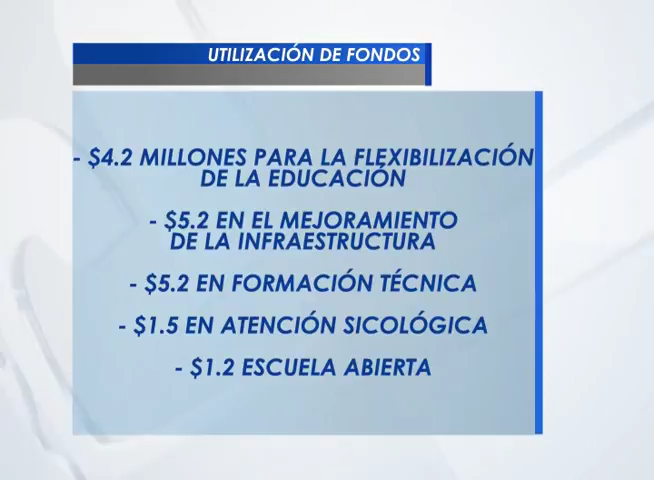 UTILIZACIÓN DE FONDOS
- $4.2 MILLONES PARA LA FLEXIBILIZACIÓN
DE LA EDUCACIÓN
- $5.2 EN EL MEJORAMIENTO
DE LA INFRAESTRUCTURA
- $5.2 EN FORMACIÓN TÉCNICA
- $1.5 EN ATENCIÓN SICOLÓGICA
- $1.2 ESCUELA ABIERTA